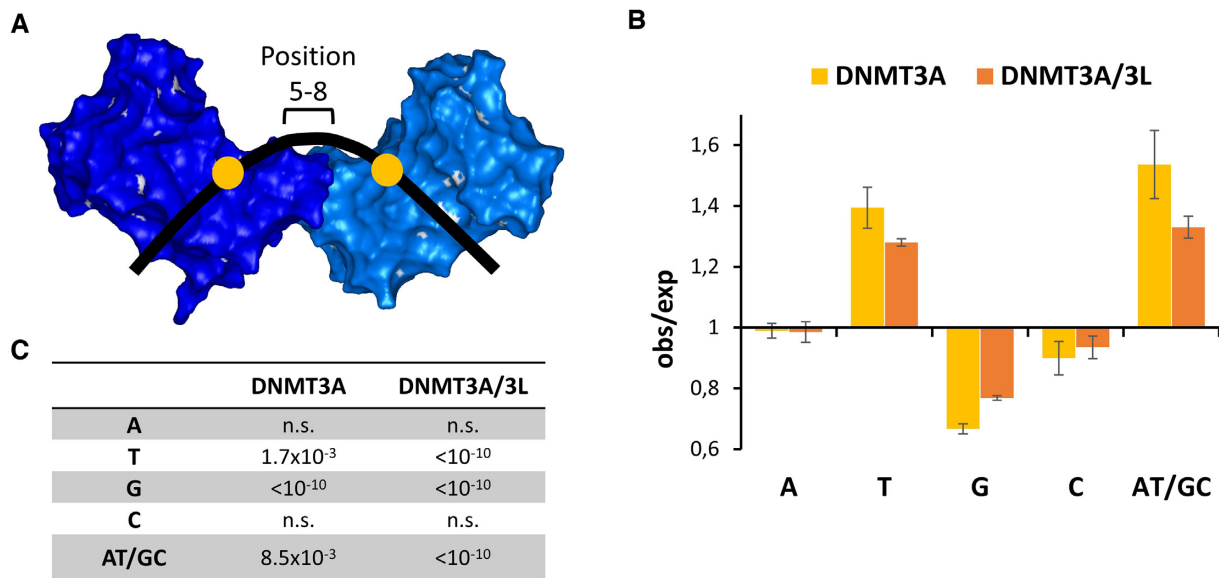 A
Position
5-8
B
DNMT3A DNMT3A/3L
obs/exp
1,6
1,4
1,2
1
0,8
0,6
A T G C AT/GC
C
DNMT3A DNMT3A/3L
A n.s. n.s.
T 1.7x10⁻³ <10⁻¹⁰
G <10⁻¹⁰ <10⁻¹⁰
C n.s. n.s.
AT/GC 8.5x10⁻³ <10⁻¹⁰